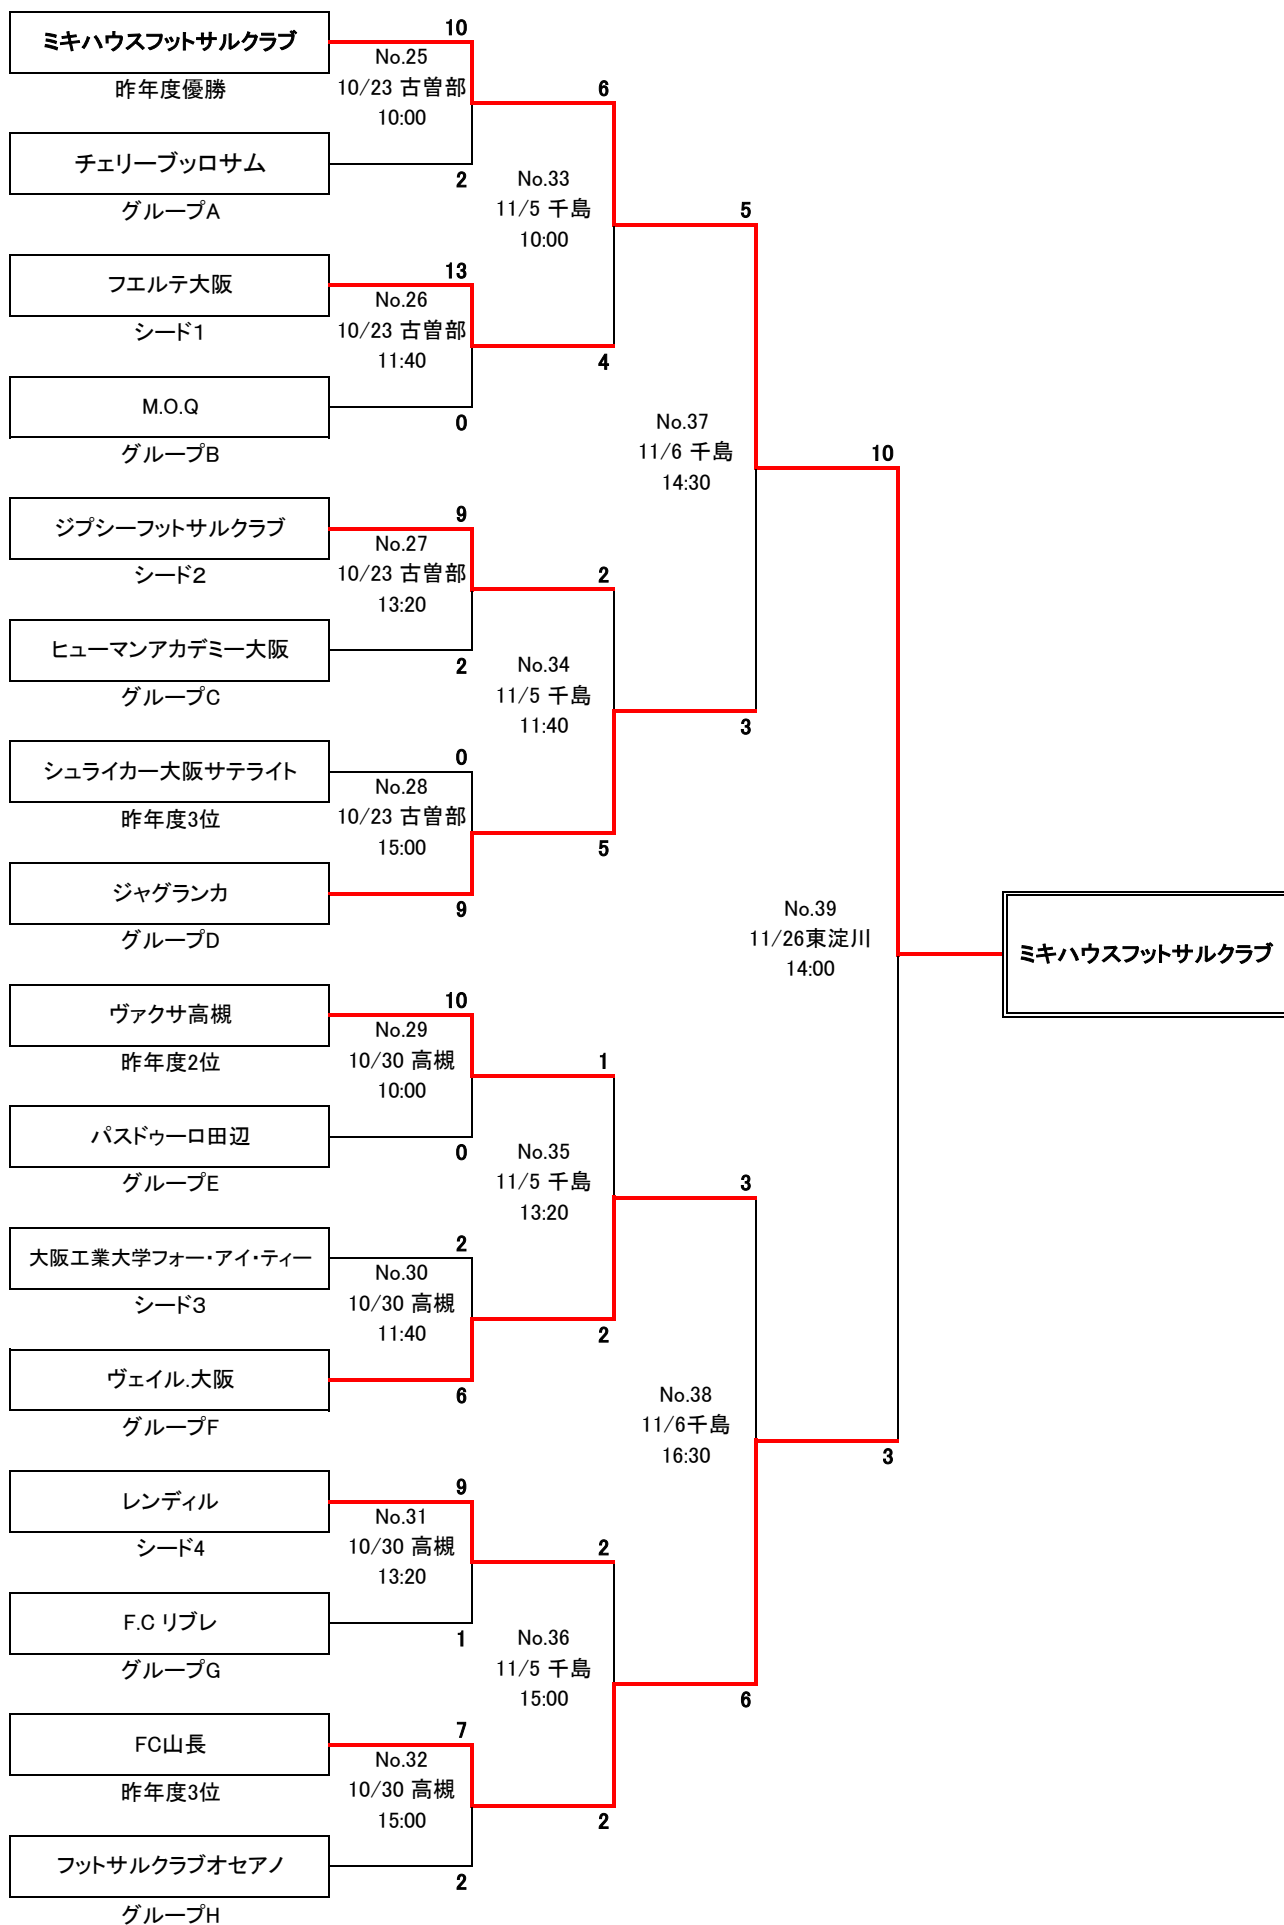 10
ミキハウスフットサルクラブ
No.25
昨年度優勝
10/23 古曽部
6
10:00
チェリーブッロサム
2
No.33
グループA
11/5 千島
5
10:00
13
フエルテ大阪
No.26
シード1
10/23 古曽部
11:40
4
M.O.Q
0
No.37
グループB
11/6 千島
10
14:30
9
ジプシーフットサルクラブ
No.27
シード2
10/23 古曽部
2
13:20
ヒューマンアカデミー大阪
2
No.34
グループC
11/5 千島
11:40
3
0
シュライカー大阪サテライト
No.28
昨年度3位
10/23 古曽部
15:00
5
ジャグランカ
9
No.39
グループD
11/26東淀川
ミキハウスフットサルクラブ
14:00
10
ヴァクサ高槻
No.29
昨年度2位
10/30 高槻
1
10:00
パスドゥーロ田辺
0
No.35
グループE
11/5 千島
3
13:20
2
大阪工業大学フォー・アイ・ティー
No.30
シード3
10/30 高槻
11:40
2
ヴェイル.大阪
6
No.38
グループF
11/6千島
16:30
3
9
レンディル
No.31
シード4
10/30 高槻
2
13:20
F.C リブレ
1
No.36
グループG
11/5 千島
15:00
6
7
FC山長
No.32
昨年度3位
10/30 高槻
15:00
2
フットサルクラブオセアノ
2
グループH